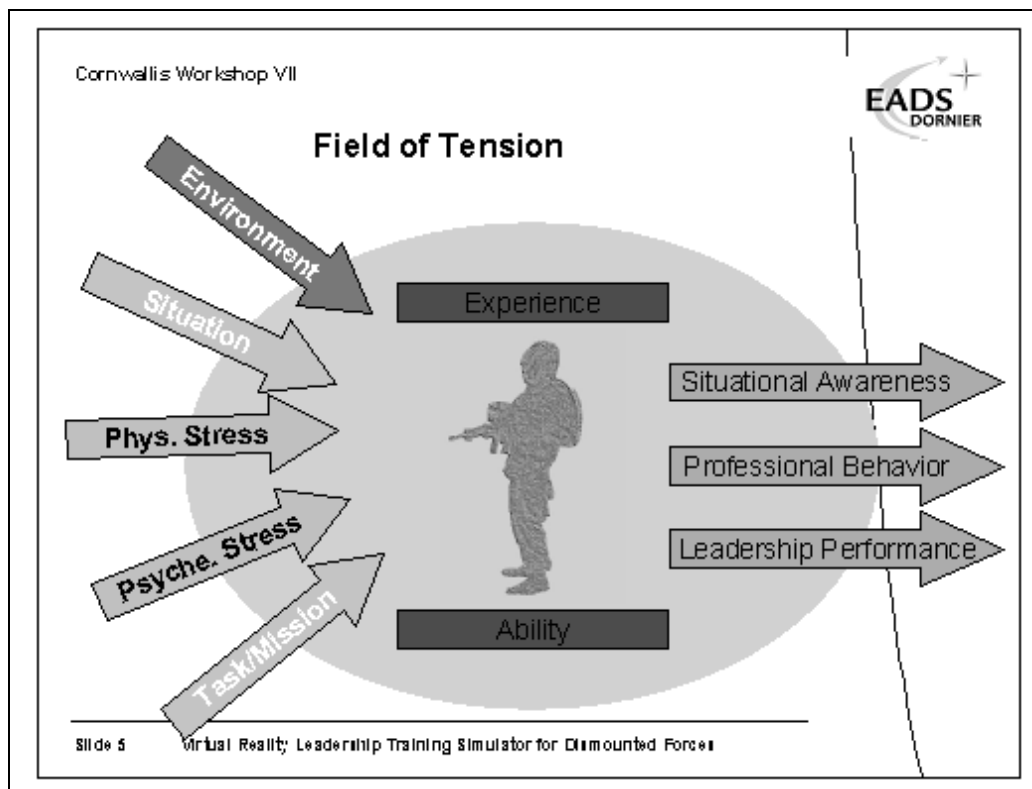 Cornwallis Workshop VII
EADS
DORNIER
Field of Tension
Environment
Situation
Phys. Stress
Psyche. Stress
Task/Mission
Experience
Ability
Situational Awareness
Professional Behavior
Leadership Performance
Slide 5 Virtual Reality Leadership Training Simulator for Dismounted Forces